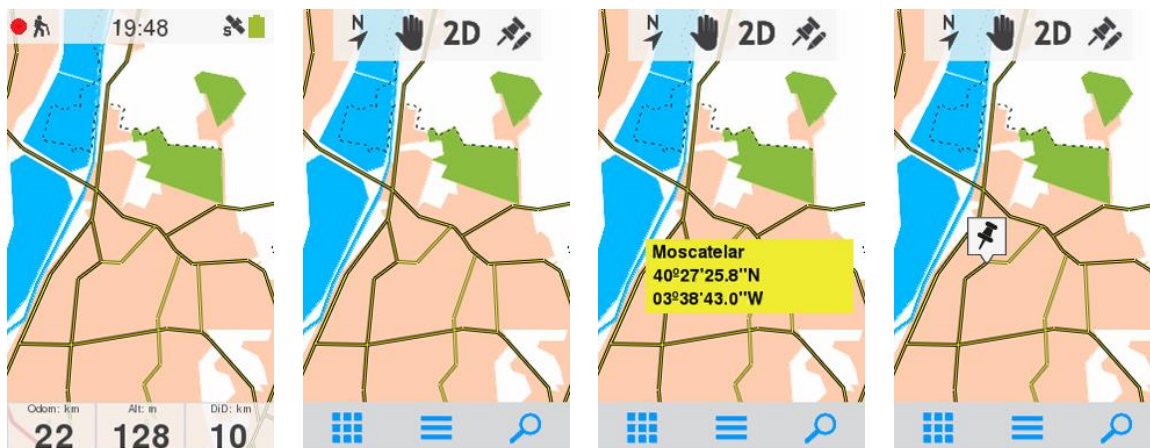 19:48
S
Odom: km
Alt: m
DiD: km
22
128
10
N
2D
N
2D
Moscatelar
40º27'25.8"N
03º38'43.0"W
N
2D